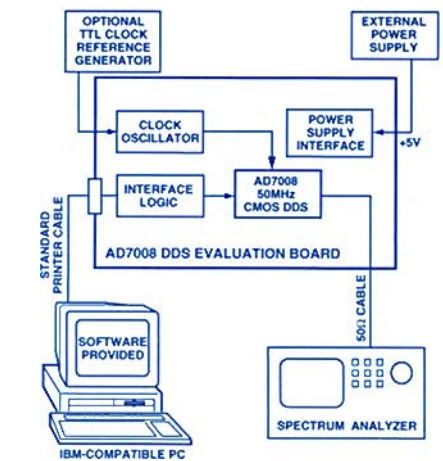 OPTIONAL
TTL CLOCK
REFERENCE
GENERATOR
EXTERNAL
POWER
SUPPLY
CLOCK
OSCILLATOR
POWER
SUPPLY
INTERFACE
+5V
INTERFACE
LOGIC
AD7008
50MHz
CMOS DDS
AD7008 DDS EVALUATION BOARD
STANDARD
PRINTER CABLE
50Ω CABLE
SOFTWARE
PROVIDED
SPECTRUM ANALYZER
IBM-COMPATIBLE PC